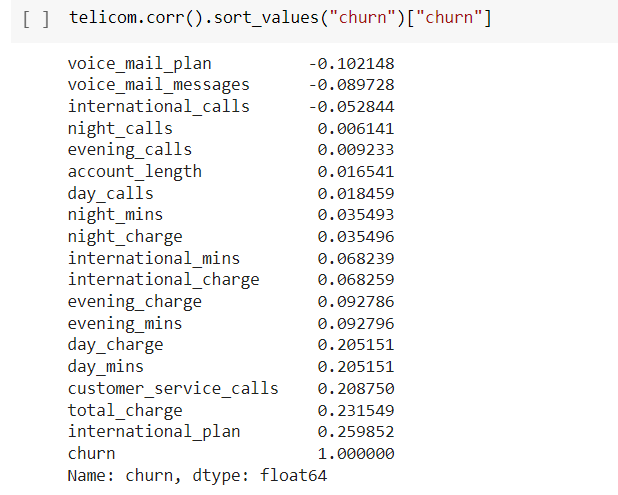 [ ] telicom.corr().sort_values("churn")["churn"]
voice_mail_plan -0.102148
voice_mail_messages -0.089728
international_calls -0.052844
night_calls 0.006141
evening_calls 0.009233
account_length 0.016541
day_calls 0.018459
night_mins 0.035493
night_charge 0.035496
international_mins 0.068239
international_charge 0.068259
evening_charge 0.092786
evening_mins 0.092796
day_charge 0.205151
day_mins 0.205151
customer_service_calls 0.208750
total_charge 0.231549
international_plan 0.259852
churn 1.000000
Name: churn, dtype: float64